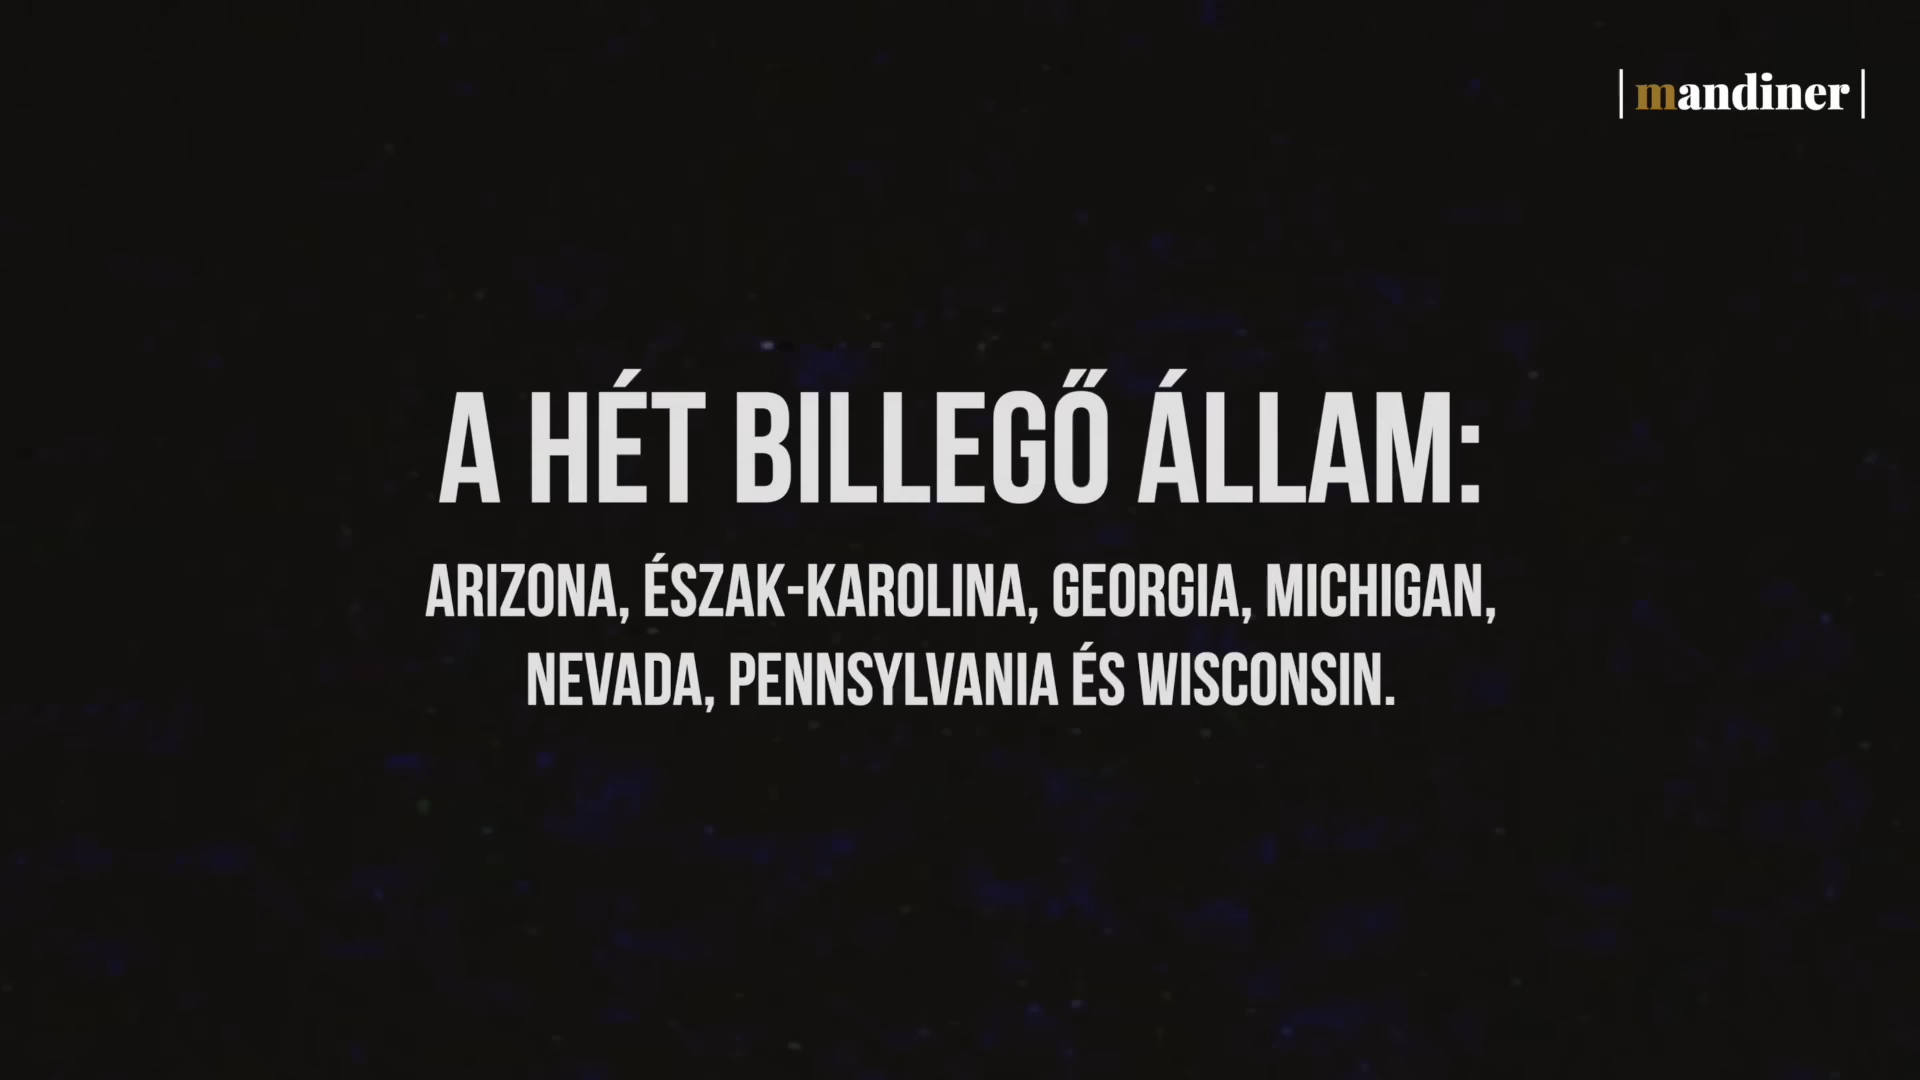 |mandiner|
A HÉT BILLEGŐ ÁLLAM:
ARIZONA, ÉSZAK-KAROLINA, GEORGIA, MICHIGAN,
NEVADA, PENNSYLVANIA ÉS WISCONSIN.